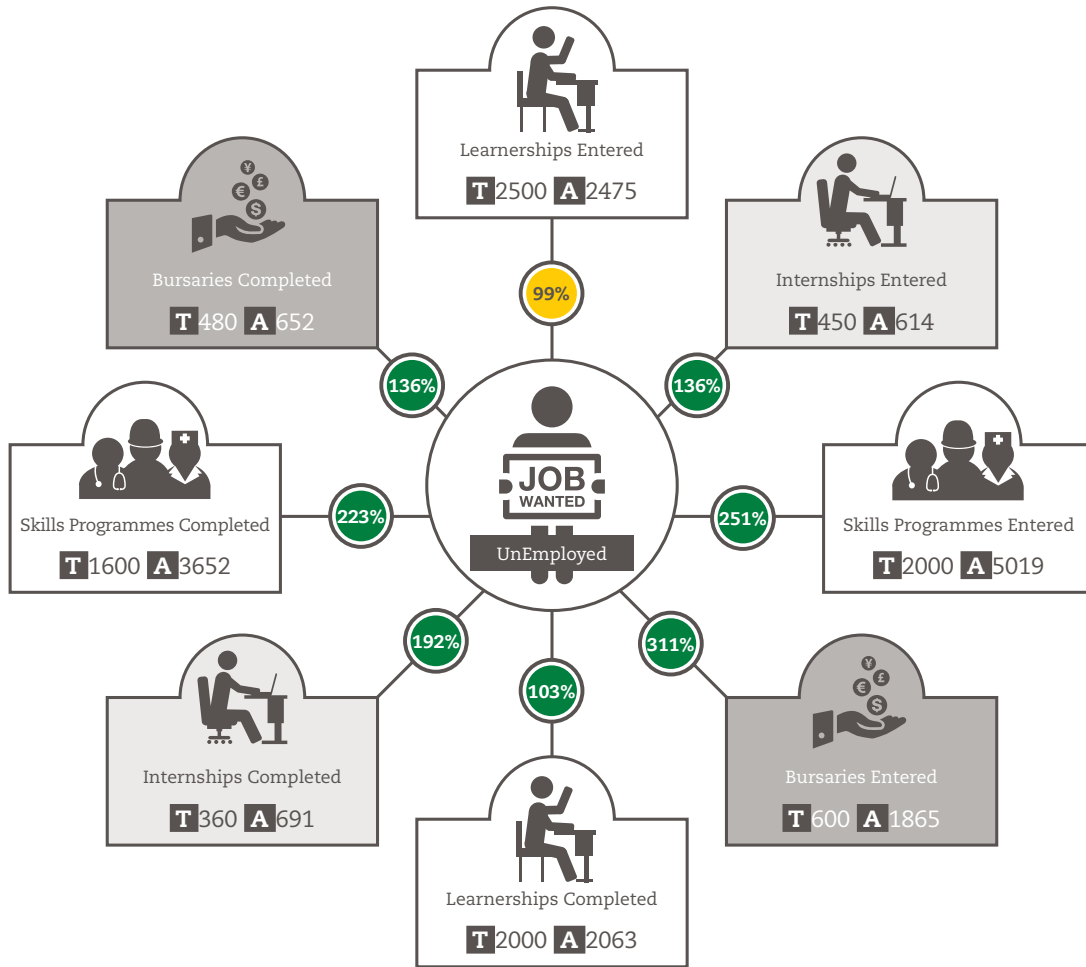 Learnerships Entered
T 2500 A 2475
99%
Bursaries Completed
T 480 A 652
136%
Internships Entered
T 450 A 614
136%
Skills Programmes Completed
T 1600 A 3652
223%
JOB
WANTED
UnEmployed
251%
Skills Programmes Entered
T 2000 A 5019
192%
Internships Completed
T 360 A 691
103%
Learnerships Completed
T 2000 A 2063
311%
Bursaries Entered
T 600 A 1865
¥
£
€
$
¥
£
€
$